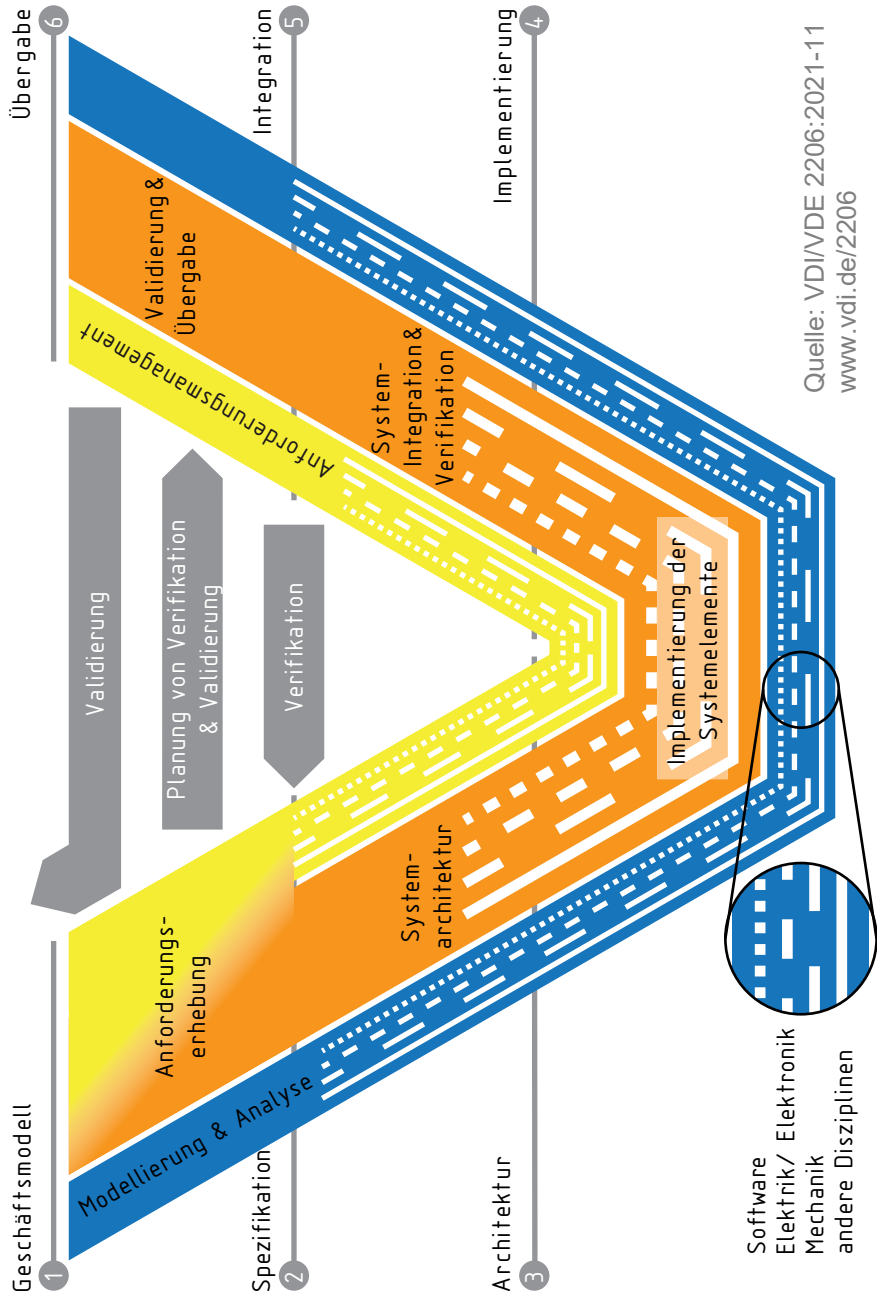 Geschäftsmodell
1
Übergabe
6
Validierung
Planung von Verifikation
& Validierung
Verifikation
Anforderungs-
erhebung
Anforderungsmanagement
Validierung &
Übergabe
Modellierung & Analyse
Spezifikation
2
Integration
5
System-
architektur
System-
Integration&
Verifikation
Architektur
3
Implementierung
4
Implementierung der
Systemelemente
Software
Elektrik/ Elektronik
Mechanik
andere Disziplinen
Quelle: VDI/VDE 2206:2021-11
www.vdi.de/2206